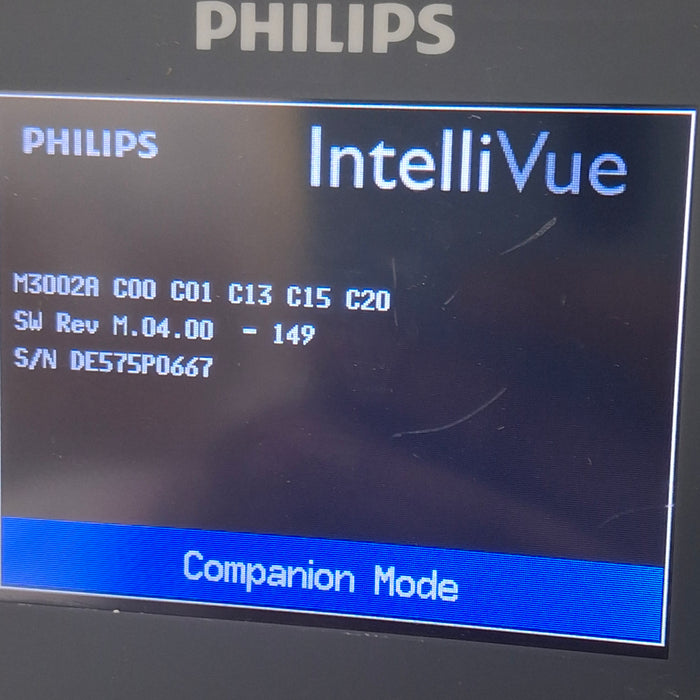 PHILIPS
PHILIPS
IntelliVue
M3002A C00 C01 C13 C15 C20
SW Rev M.04.00 - 149
S/N DE575P0667
Companion Mode